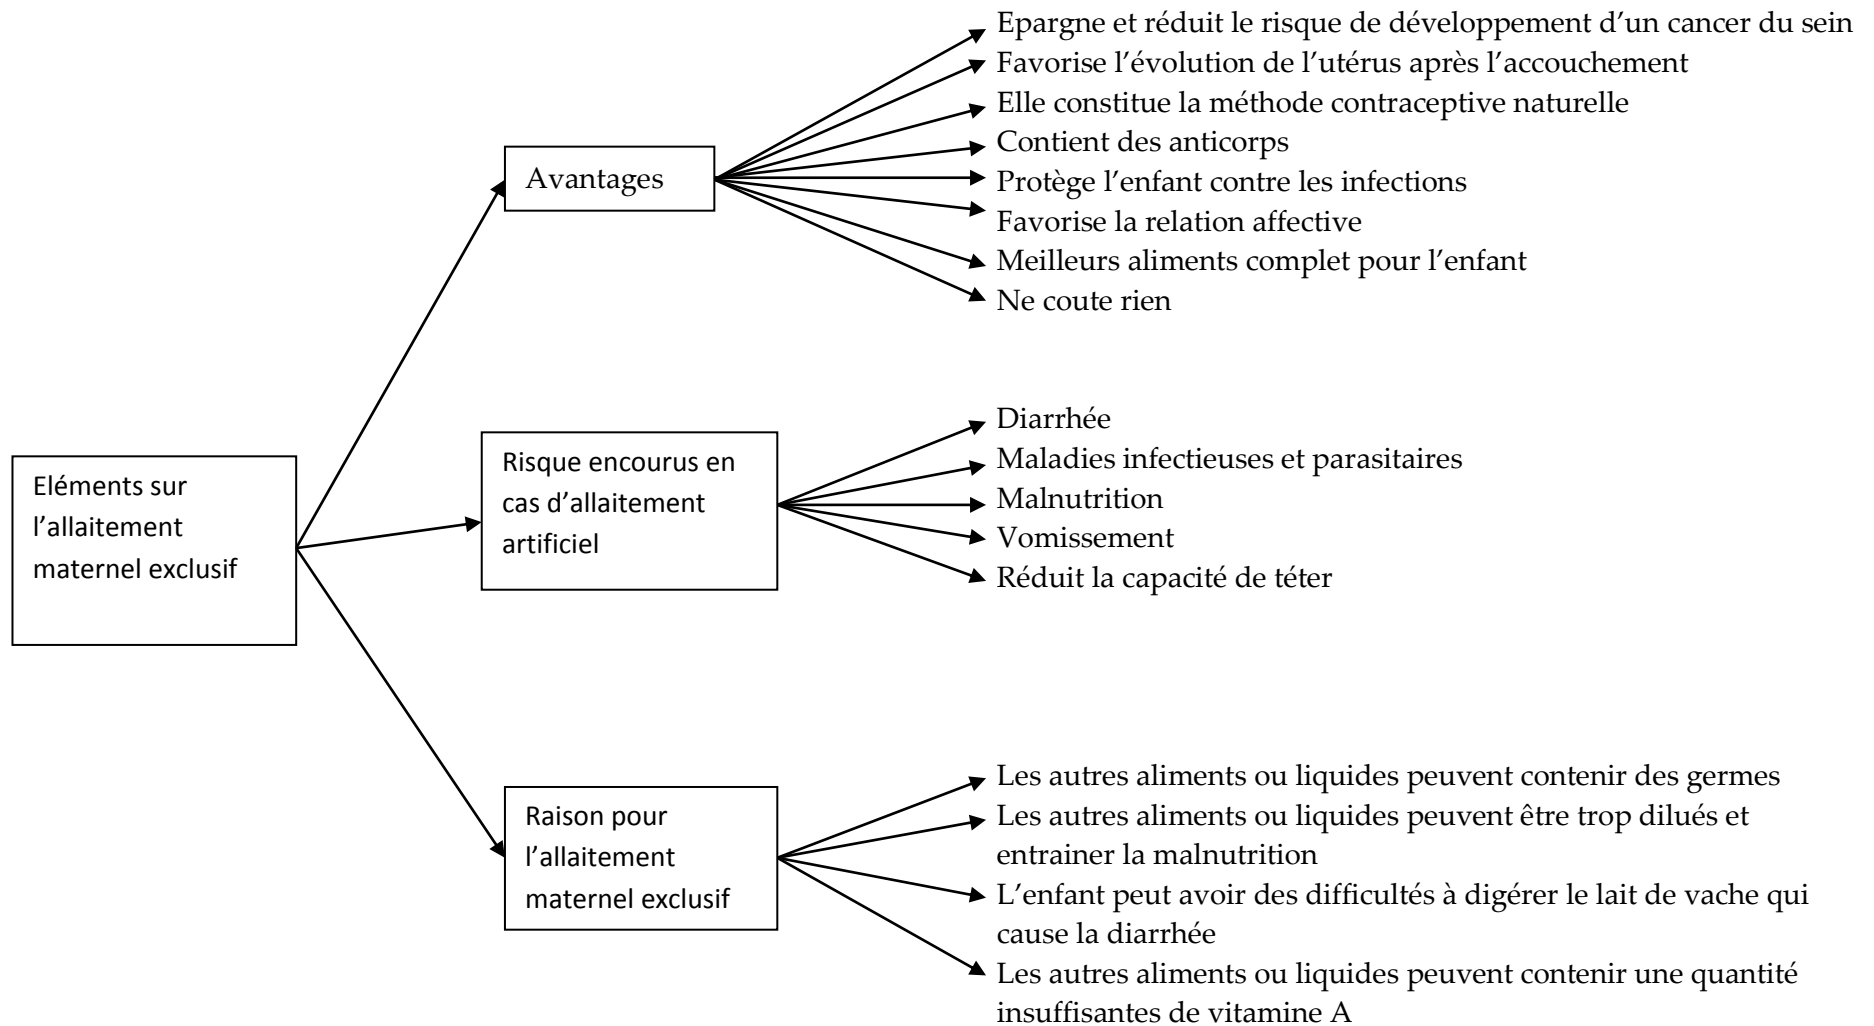 Epargne et réduit le risque de développement d’un cancer du sein
Favorise l’évolution de l’utérus après l’accouchement
Elle constitue la méthode contraceptive naturelle
Contient des anticorps
Protège l’enfant contre les infections
Favorise la relation affective
Meilleurs aliments complet pour l’enfant
Ne coute rien
Avantages
Diarrhée
Maladies infectieuses et parasitaires
Malnutrition
Vomissement
Réduit la capacité de téter
Risque encourus en
cas d’allaitement
artificiel
Eléments sur
l’allaitement
maternel exclusif
Raison pour
l’allaitement
maternel exclusif
Les autres aliments ou liquides peuvent contenir des germes
Les autres aliments ou liquides peuvent être trop dilués et
entrainer la malnutrition
L’enfant peut avoir des difficultés à digérer le lait de vache qui
cause la diarrhée
Les autres aliments ou liquides peuvent contenir une quantité
insuffisantes de vitamine A